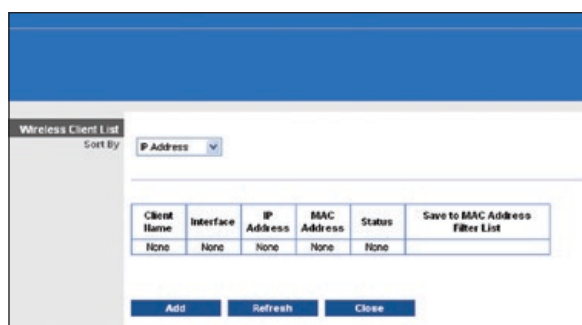 Wireless Client List
Sort By
IP Address
Client Name Interface IP Address MAC Address Status Save to MAC Address Filter List
None None None None None
Add Refresh Close